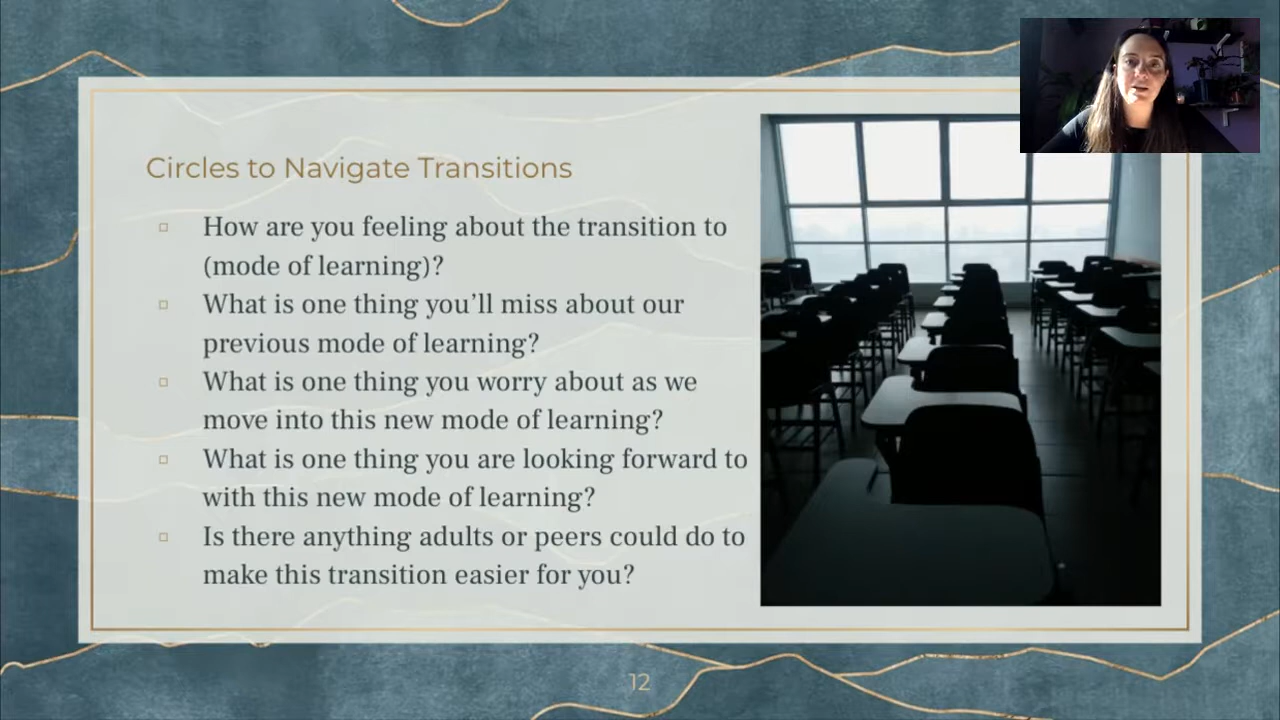 Circles to Navigate Transitions
How are you feeling about the transition to
(mode of learning)?
What is one thing you’ll miss about our
previous mode of learning?
What is one thing you worry about as we
move into this new mode of learning?
What is one thing you are looking forward to
with this new mode of learning?
Is there anything adults or peers could do to
make this transition easier for you?
12